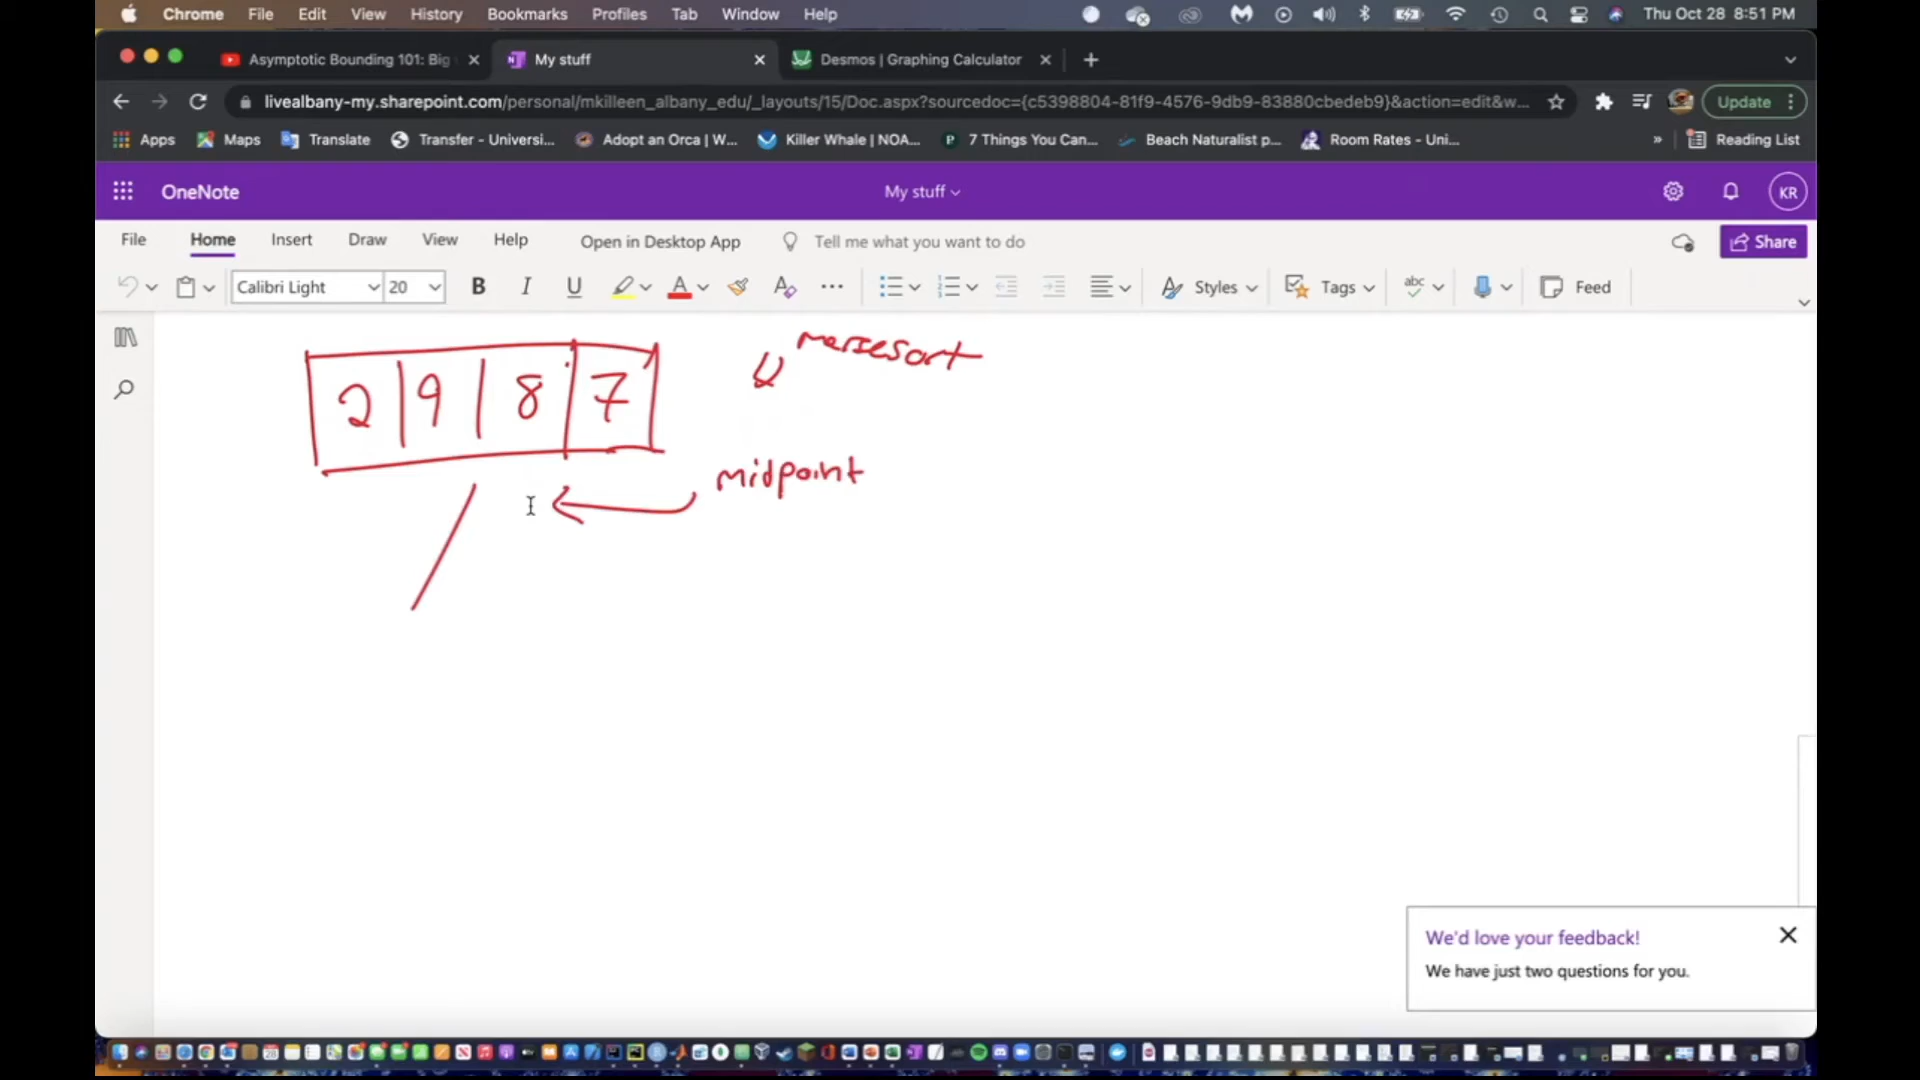 Chrome File Edit View History Bookmarks Profiles Tab Window Help Thu Oct 28 8:51 PM
Asymptotic Bounding 101: Big My stuff Desmos | Graphing Calculator
livealbany-my.sharepoint.com/personal/mkilleen_albany_edu/_layouts/15/Doc.aspx?sourcedoc={c5398804-81f9-4576-9db9-83880cbedeb9}&action=edit&w... Update
Apps Maps Translate Transfer - Universi... Adopt an Orca | W... Killer Whale | NOA... 7 Things You Can... Beach Naturalist p... Room Rates - Uni... » Reading List
OneNote My stuff KR
File Home Insert Draw View Help Open in Desktop App Tell me what you want to do Share
Calibri Light 20 B I U A A ... Styles Tags abc Feed
mergesort
2 9 8 7
midpoint
We'd love your feedback!
We have just two questions for you.